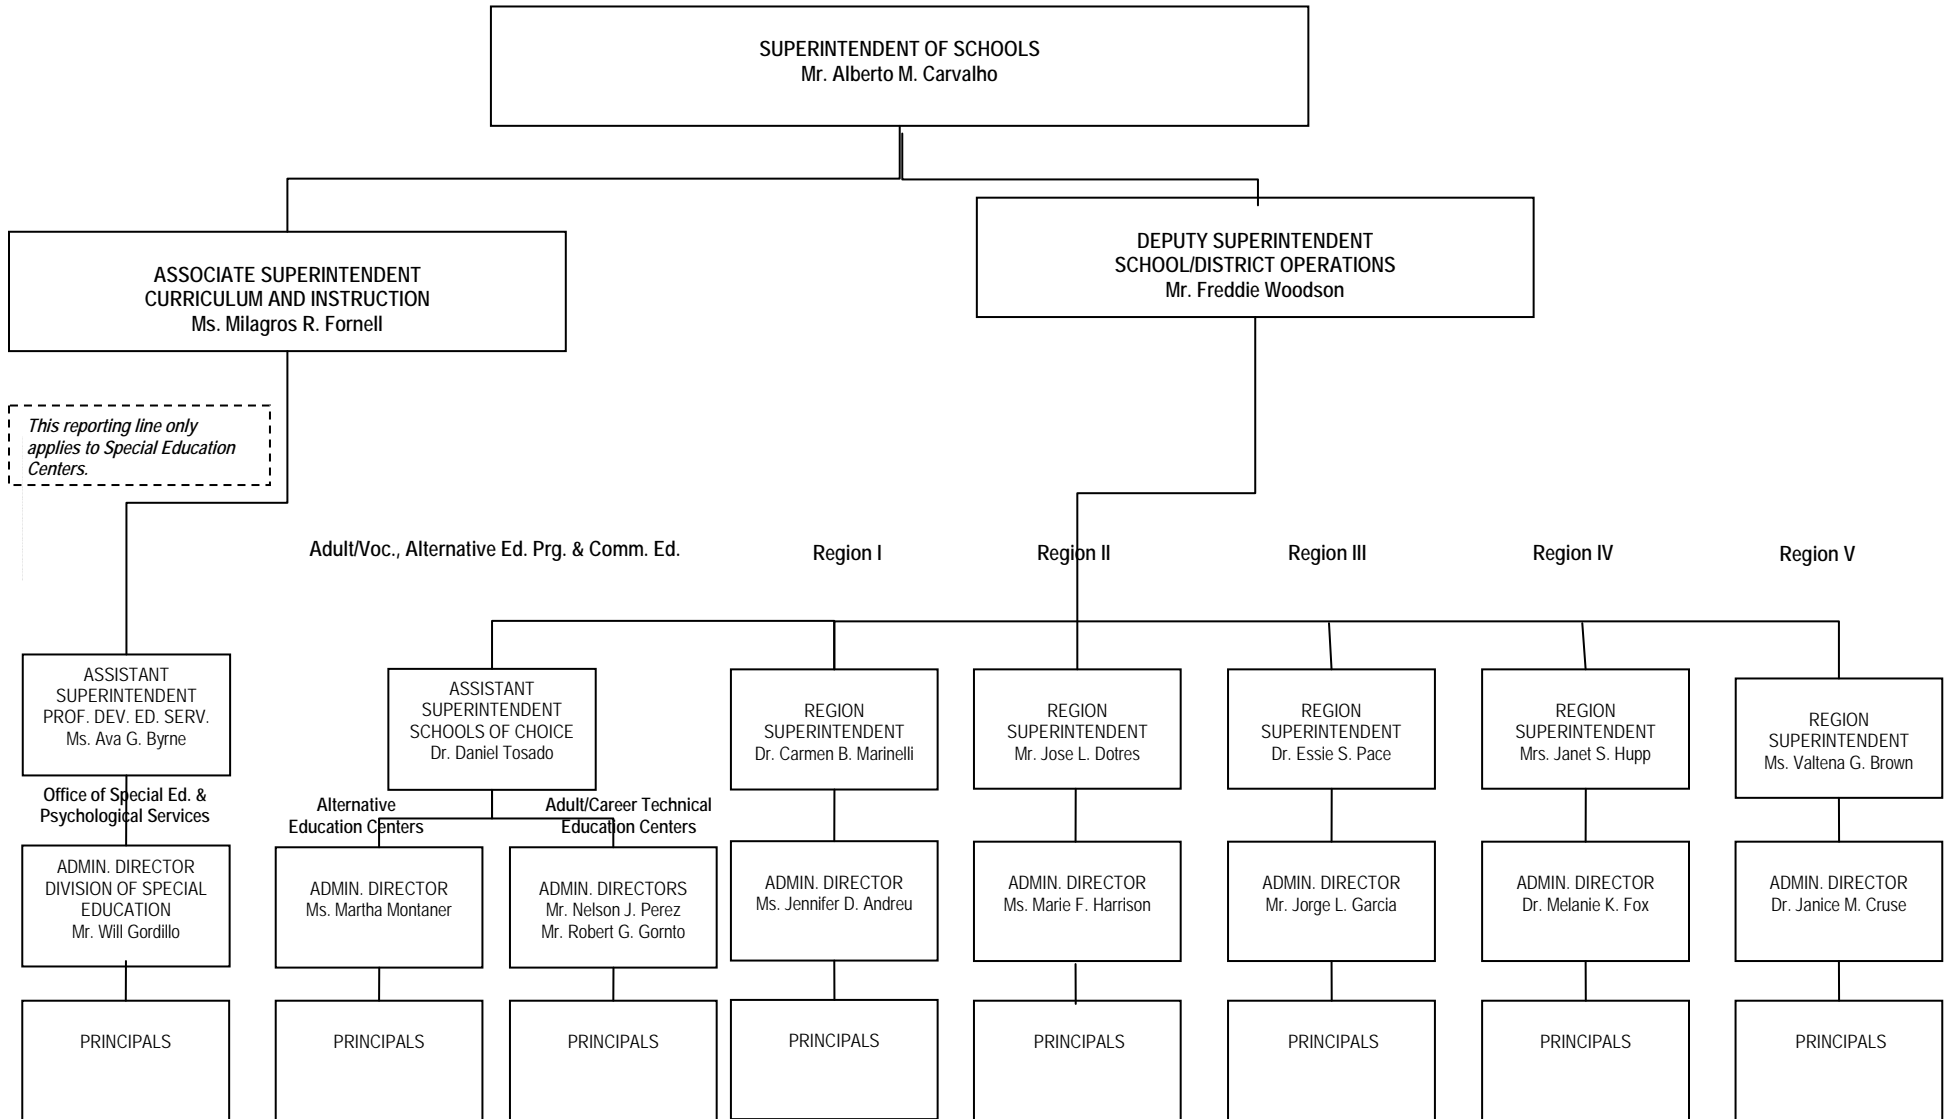 SUPERINTENDENT OF SCHOOLS
Mr. Alberto M. Carvalho
DEPUTY SUPERINTENDENT
SCHOOL/DISTRICT OPERATIONS
Mr. Freddie Woodson
ASSOCIATE SUPERINTENDENT
CURRICULUM AND INSTRUCTION
Ms. Milagros R. Fornell
This reporting line only
applies to Special Education
Centers.
Adult/Voc., Alternative Ed. Prg. & Comm. Ed.
Region I
Region II
Region III
Region IV
Region V
ASSISTANT
SUPERINTENDENT
PROF. DEV. ED. SERV.
Ms. Ava G. Byrne
ASSISTANT
SUPERINTENDENT
SCHOOLS OF CHOICE
Dr. Daniel Tosado
REGION
SUPERINTENDENT
Dr. Carmen B. Marinelli
REGION
SUPERINTENDENT
Mr. Jose L. Dotres
REGION
SUPERINTENDENT
Dr. Essie S. Pace
REGION
SUPERINTENDENT
Mrs. Janet S. Hupp
REGION
SUPERINTENDENT
Ms. Valtena G. Brown
Office of Special Ed. &
Psychological Services
Alternative
Education Centers
Adult/Career Technical
Education Centers
ADMIN. DIRECTOR
DIVISION OF SPECIAL
EDUCATION
Mr. Will Gordillo
ADMIN. DIRECTOR
Ms. Martha Montaner
ADMIN. DIRECTORS
Mr. Nelson J. Perez
Mr. Robert G. Gornto
ADMIN. DIRECTOR
Ms. Jennifer D. Andreu
ADMIN. DIRECTOR
Ms. Marie F. Harrison
ADMIN. DIRECTOR
Mr. Jorge L. Garcia
ADMIN. DIRECTOR
Dr. Melanie K. Fox
ADMIN. DIRECTOR
Dr. Janice M. Cruse
PRINCIPALS
PRINCIPALS
PRINCIPALS
PRINCIPALS
PRINCIPALS
PRINCIPALS
PRINCIPALS
PRINCIPALS